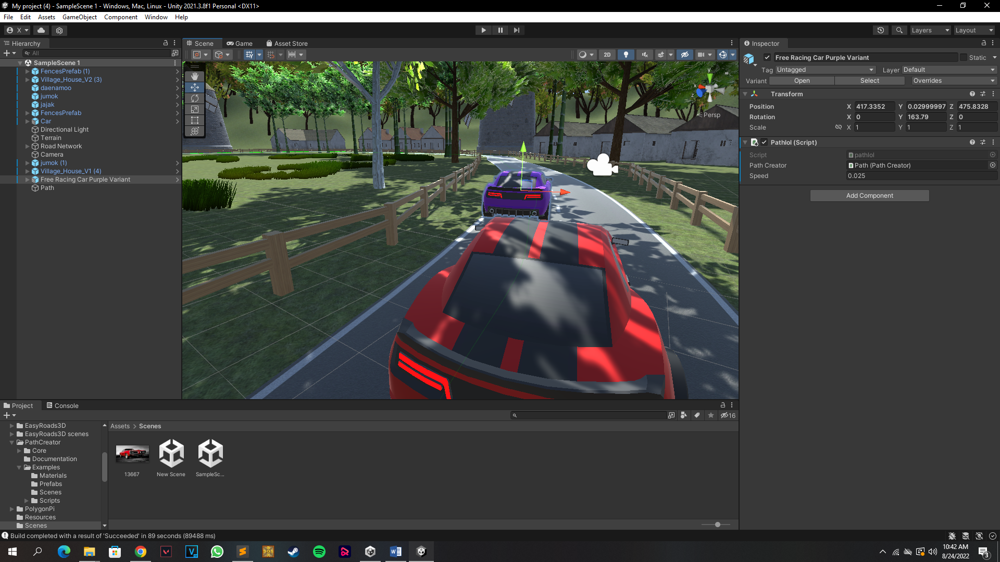 My project (4) - SampleScene 1 - Windows, Mac, Linux - Unity 2021.3.8f1 Personal <DX11>
File Edit Assets GameObject Component Window Help
X Layers Layout
Hierarchy
All
SampleScene 1
FencesPrefab (1)
Village_House_V2 (3)
daenamoo
jumok
jajak
FencesPrefab
Car
Directional Light
Terrain
Road Network
Camera
jumok (1)
Village_House_V1 (4)
Free Racing Car Purple Variant
Path
Scene Game Asset Store
2D
y
x
z
Persp
Inspector
Free Racing Car Purple Variant Static
Tag Untagged Layer Default
Variant Open Select Overrides
Transform
Position X 417.3352 Y 0.02999997 Z 475.8328
Rotation X 0 Y 163.79 Z 0
Scale X 1 Y 1 Z 1
Pathlol (Script)
Script pathlol
Path Creator Path (Path Creator)
Speed 0.025
Add Component
Project Console
16
EasyRoads3D
EasyRoads3D scenes
PathCreator
Core
Documentation
Examples
Materials
Prefabs
Scenes
Scripts
PolygonPi
Resources
Scenes
Assets > Scenes
13667 New Scene SampleSc...
Build completed with a result of 'Succeeded' in 89 seconds (89488 ms)
10:42 AM
8/24/2022
3